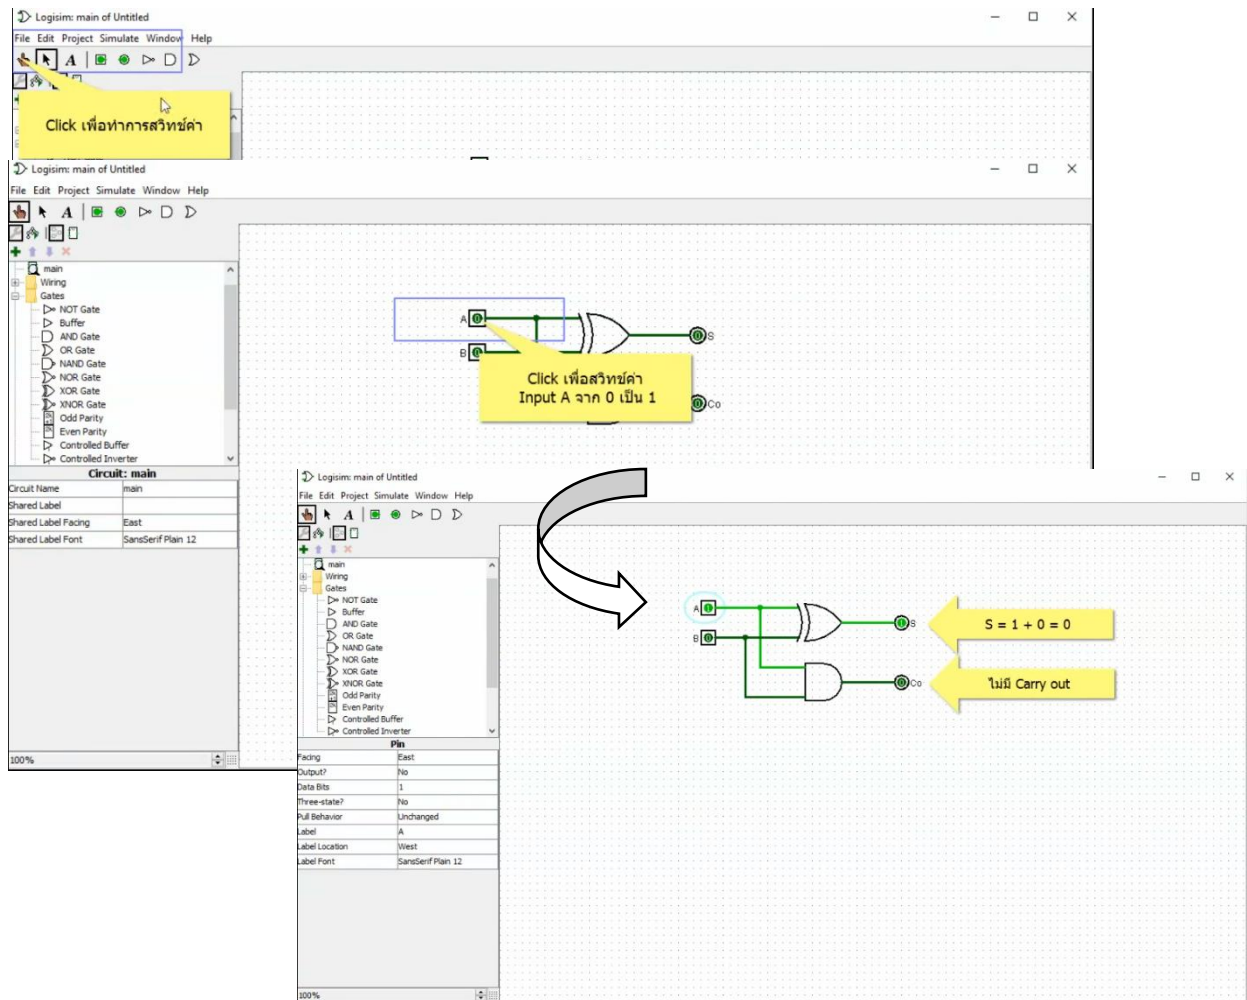 Logisim: main of Untitled
File Edit Project Simulate Window Help
A
Click เพื่อทำการสวิทช์ค่า
Logisim: main of Untitled
File Edit Project Simulate Window Help
A
main
Wiring
Gates
NOT Gate
Buffer
AND Gate
OR Gate
NAND Gate
NOR Gate
XOR Gate
XNOR Gate
Odd Parity
Even Parity
Controlled Buffer
Controlled Inverter
Circuit: main
Circuit Name main
Shared Label
Shared Label Facing East
Shared Label Font SansSerif Plain 12
100%
A 0
B 0
0 S
0 Co
Click เพื่อสวิทช์ค่า
Input A จาก 0 เป็น 1
Logisim: main of Untitled
File Edit Project Simulate Window Help
A
main
Wiring
Gates
NOT Gate
Buffer
AND Gate
OR Gate
NAND Gate
NOR Gate
XOR Gate
XNOR Gate
Odd Parity
Even Parity
Controlled Buffer
Controlled Inverter
Pin
Facing East
Output? No
Data Bits 1
Three-state? No
Pull Behavior Unchanged
Label A
Label Location West
Label Font SansSerif Plain 12
100%
A 1
B 0
1 S
0 Co
S = 1 + 0 = 0
ไม่มี Carry out